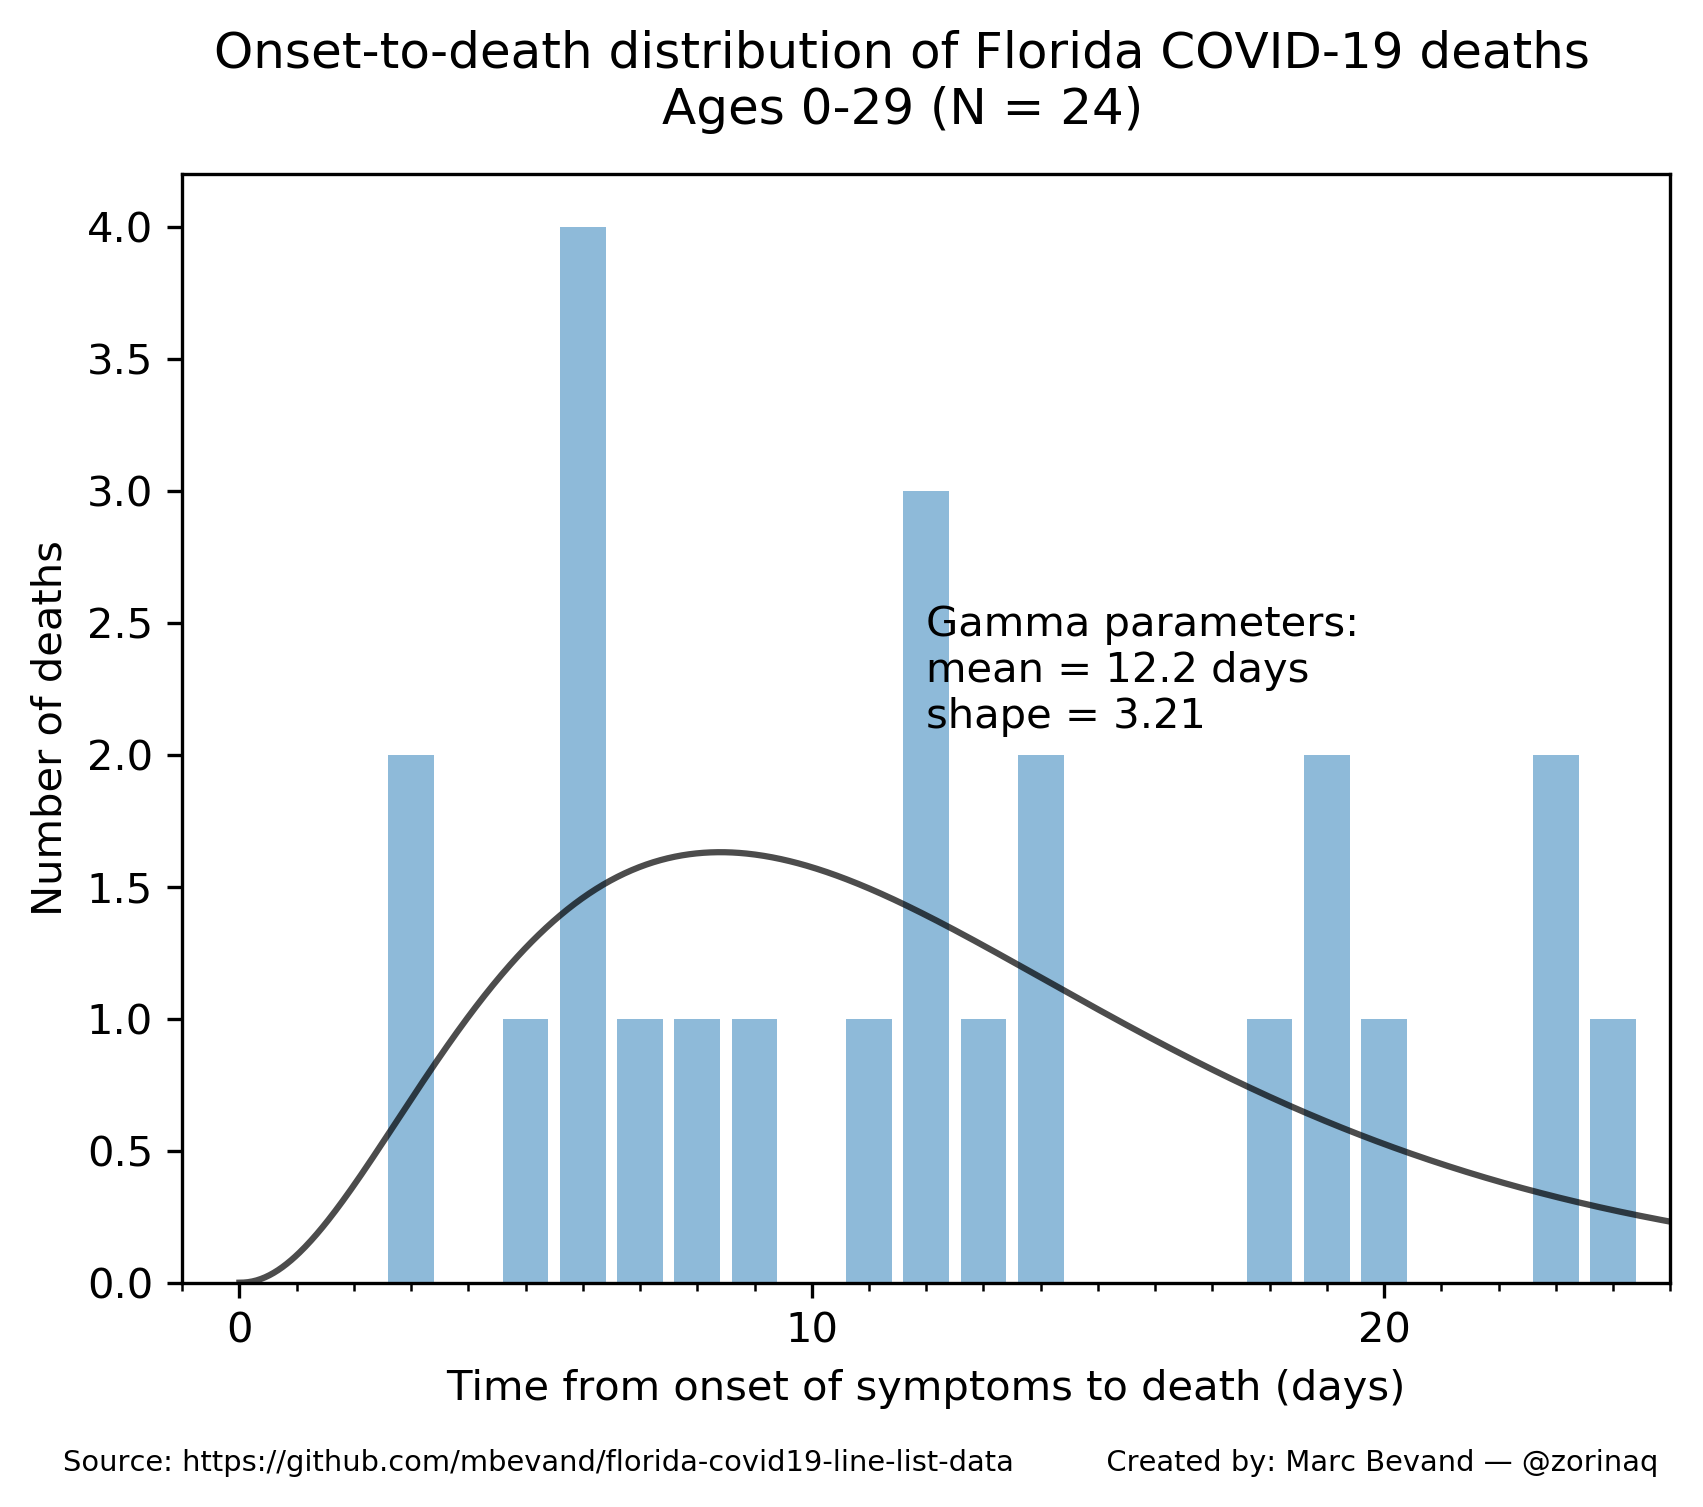 Onset-to-death distribution of Florida COVID-19 deaths
Ages 0-29 (N = 24)
4.0
3.5
3.0
2.5
2.0
1.5
1.0
0.5
0.0
Number of deaths
Gamma parameters:
mean = 12.2 days
shape = 3.21
0 10 20
Time from onset of symptoms to death (days)
Source: https://github.com/mbevand/florida-covid19-line-list-data Created by: Marc Bevand — @zorinaq